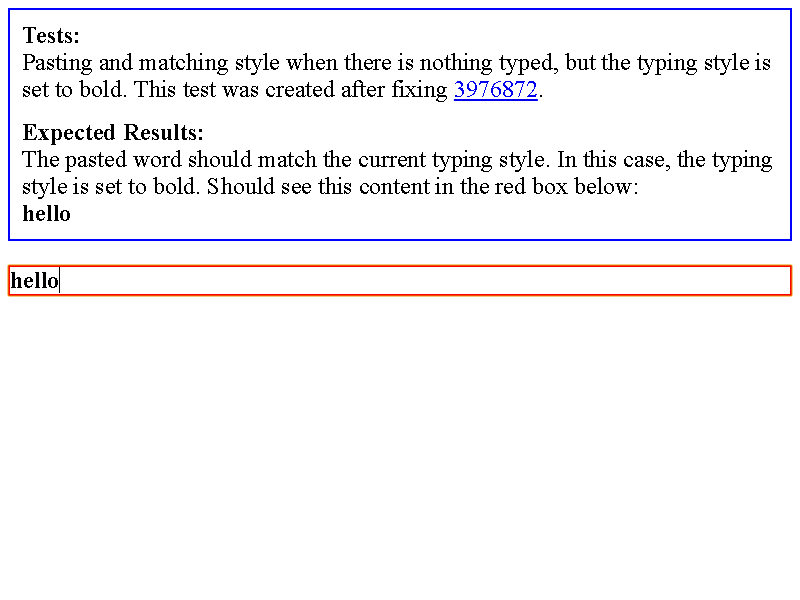 Tests:
Pasting and matching style when there is nothing typed, but the typing style is
set to bold. This test was created after fixing 3976872.
Expected Results:
The pasted word should match the current typing style. In this case, the typing
style is set to bold. Should see this content in the red box below:
hello
hello